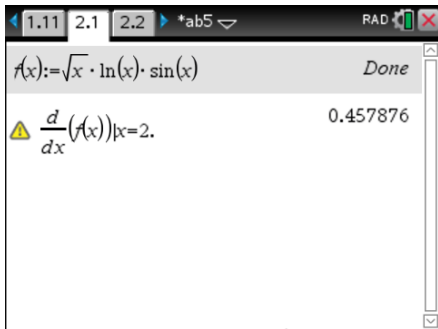 1.11 2.1 2.2 *ab5 RAD
f(x):=√x · ln(x)· sin(x) Done
d/dx(f(x))|x=2. 0.457876